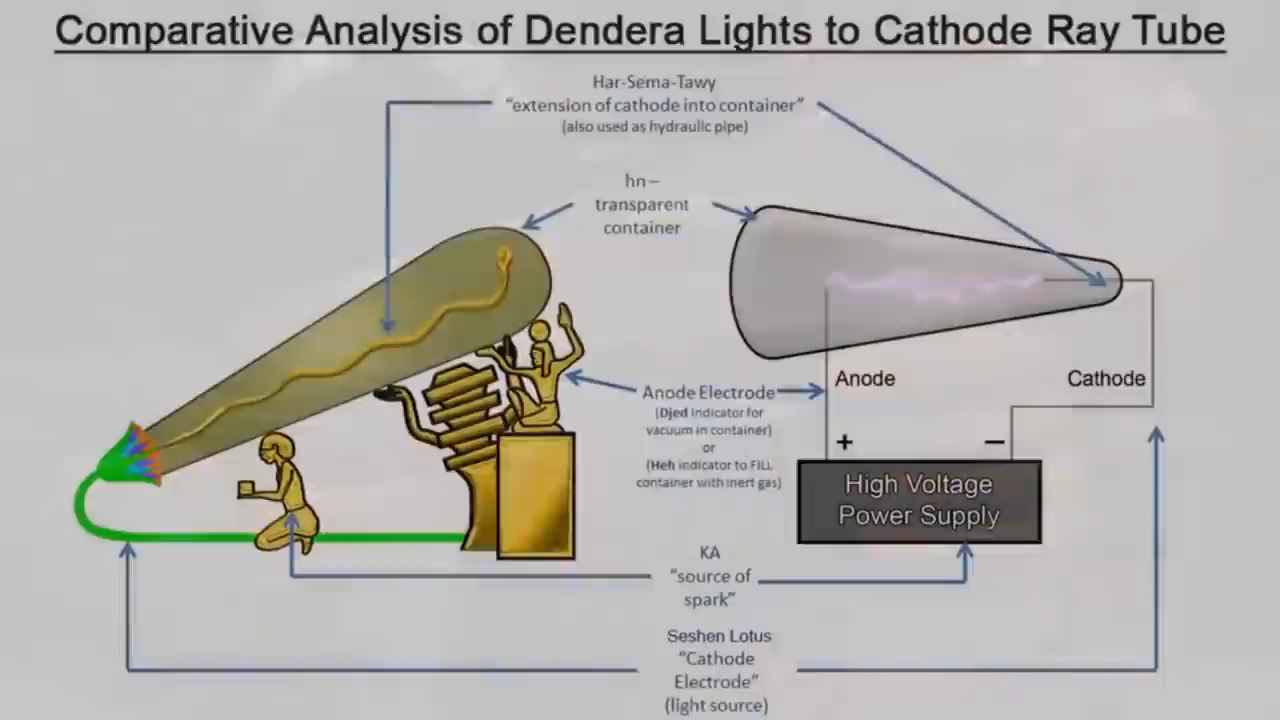 Comparative Analysis of Dendera Lights to Cathode Ray Tube
Har-Sema-Tawy
“extension of cathode into container”
(also used as hydraulic pipe)
hn–
transparent
container
Anode Electrode
(Djed Indicator for
vacuum in container)
or
(Heh indicator to FILL
container with inert gas)
Anode
Cathode
+
–
High Voltage
Power Supply
KA
“source of
spark”
Seshen Lotus
“Cathode
Electrode”
(light source)